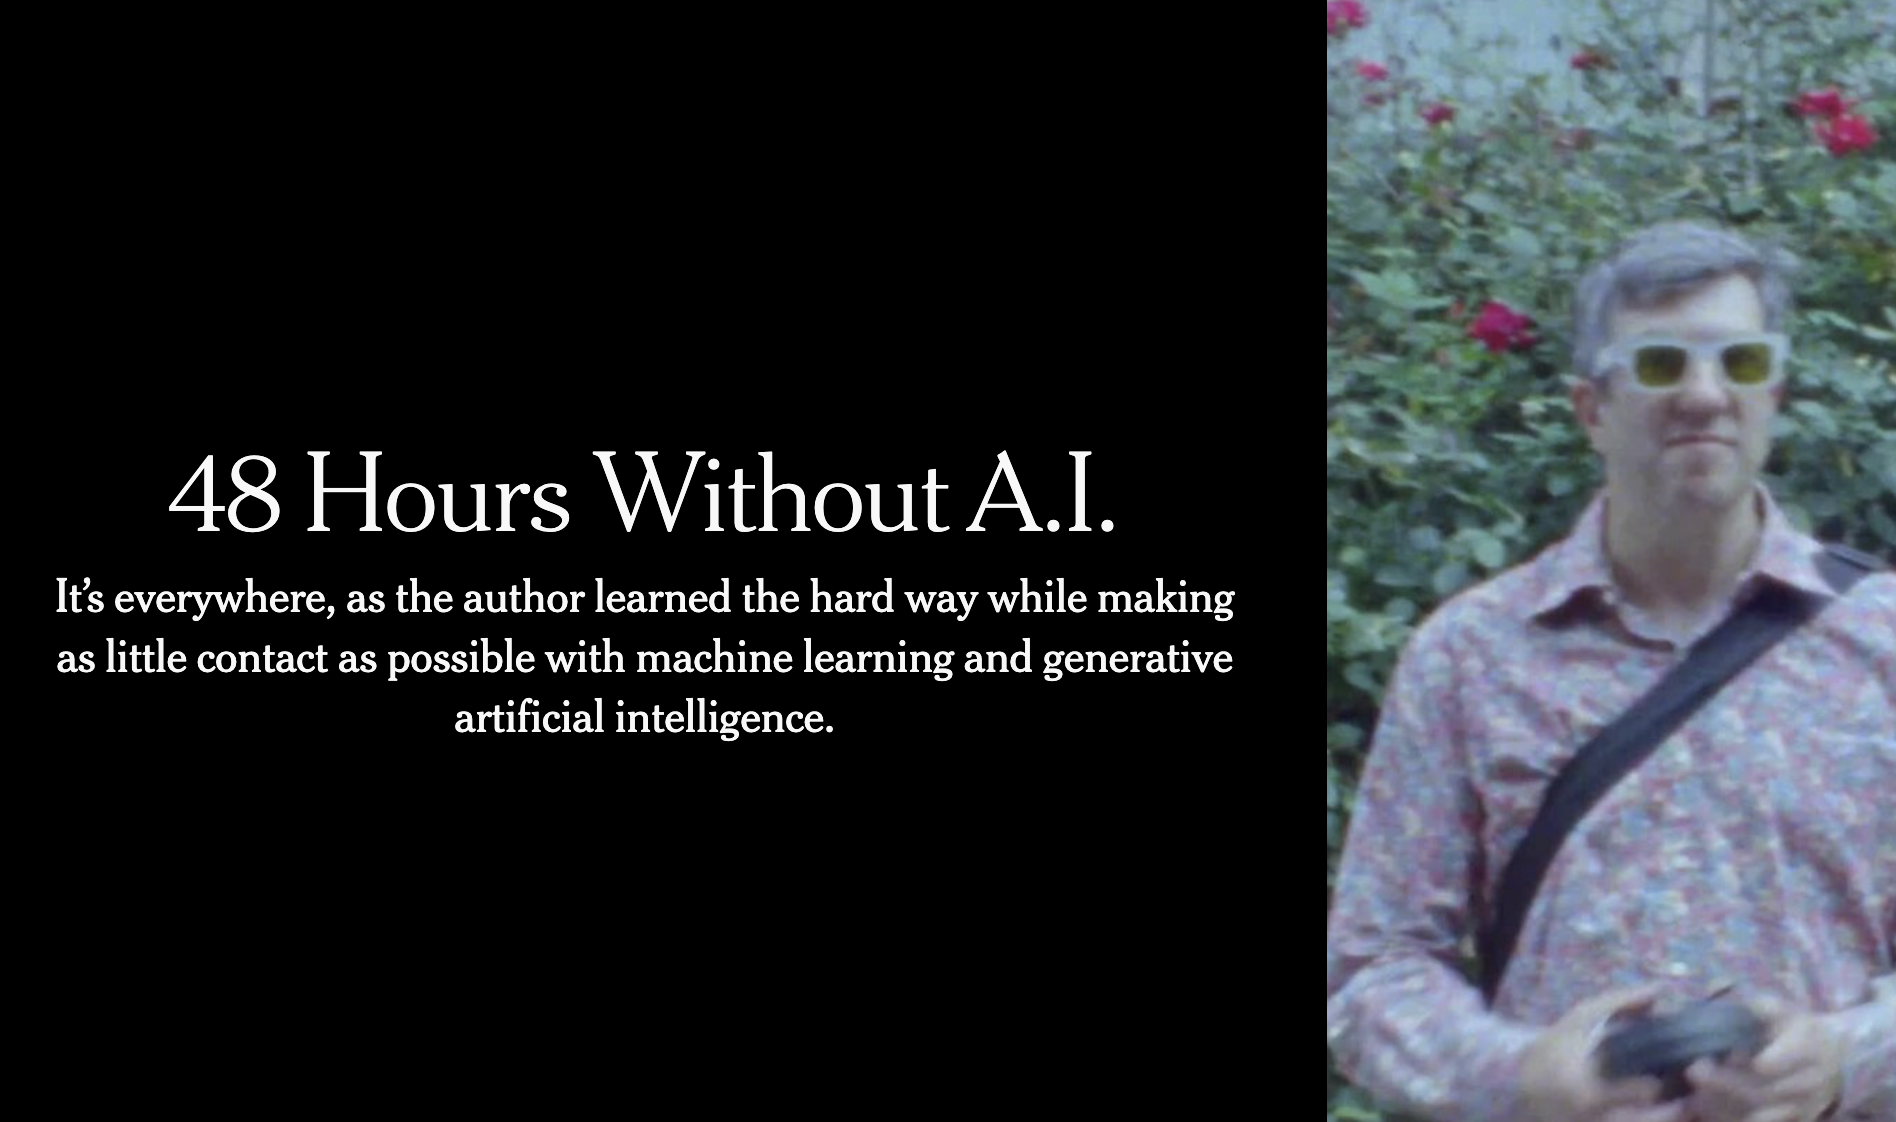 48 Hours Without A.I.
It’s everywhere, as the author learned the hard way while making
as little contact as possible with machine learning and generative
artificial intelligence.